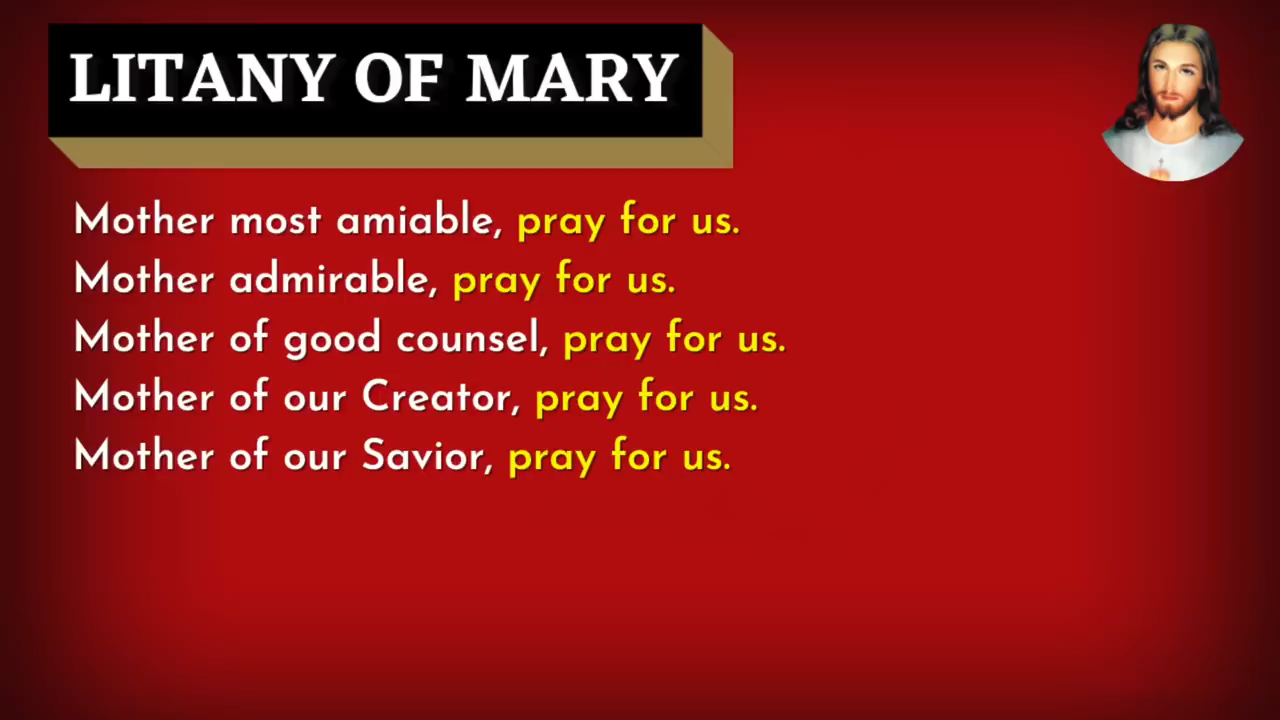 LITANY OF MARY
Mother most amiable, pray for us.
Mother admirable, pray for us.
Mother of good counsel, pray for us.
Mother of our Creator, pray for us.
Mother of our Savior, pray for us.